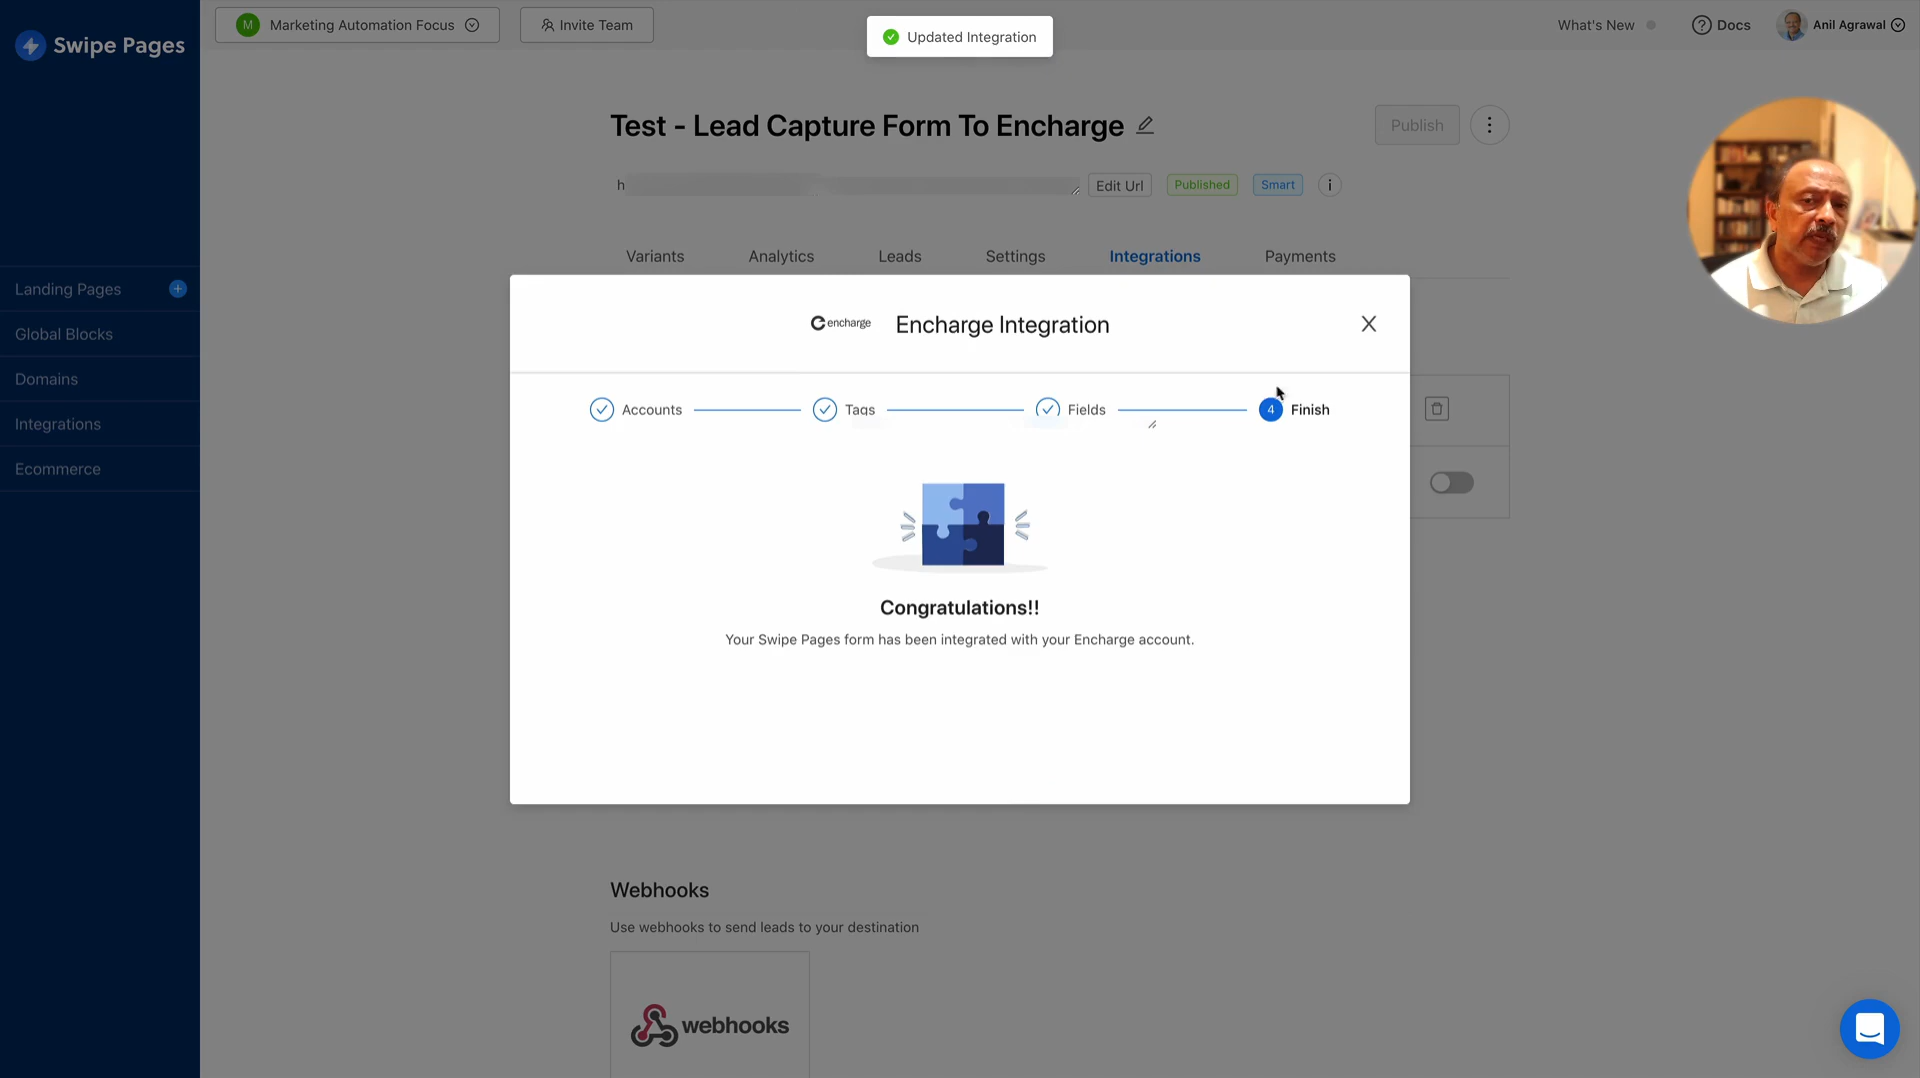 Swipe Pages
M Marketing Automation Focus
Invite Team
Updated Integration
What's New
Docs
Anil Agrawal
Test - Lead Capture Form To Encharge
Publish
h
Edit Url
Published
Smart
Variants
Analytics
Leads
Settings
Integrations
Payments
Landing Pages
Global Blocks
Domains
Integrations
Ecommerce
encharge
Encharge Integration
Accounts
Tags
Fields
4 Finish
Congratulations!!
Your Swipe Pages form has been integrated with your Encharge account.
Webhooks
Use webhooks to send leads to your destination
webhooks